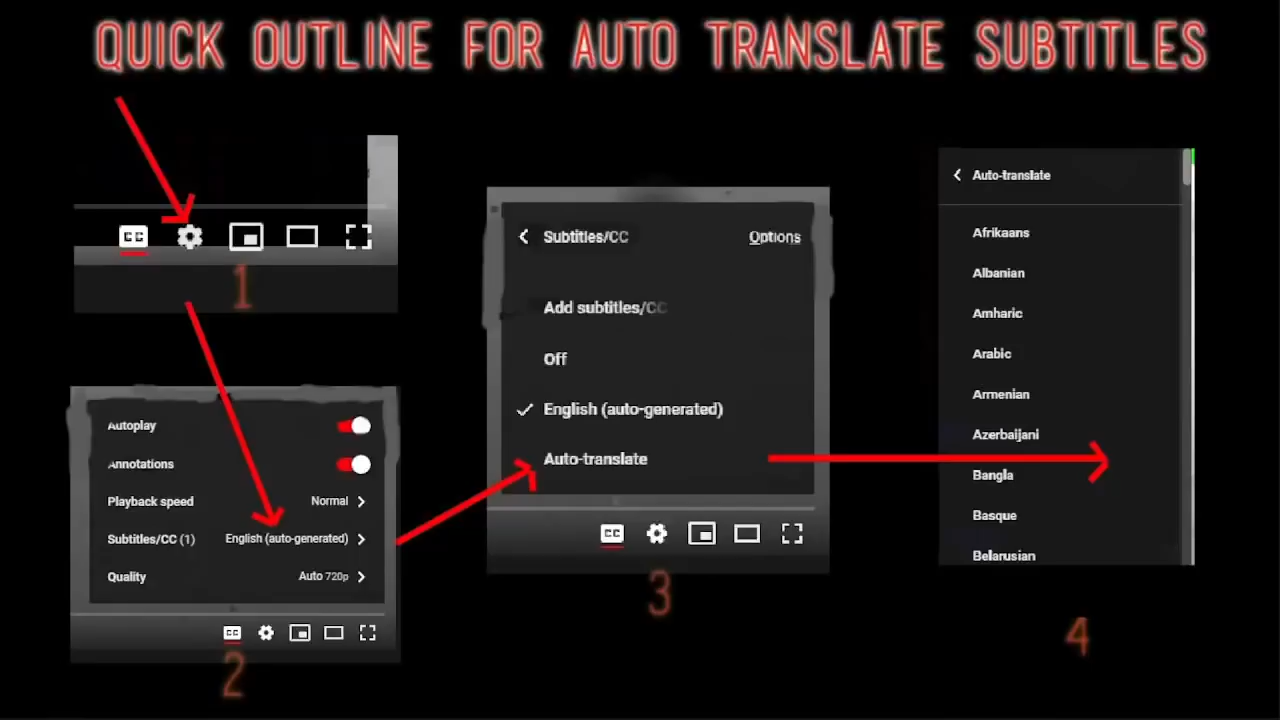 QUICK OUTLINE FOR AUTO TRANSLATE SUBTITLES
CC
1
Autoplay
Annotations
Playback speed Normal
Subtitles/CC (1) English (auto-generated)
Quality Auto 720p
CC
2
Subtitles/CC Options
Add subtitles/CC
Off
English (auto-generated)
Auto-translate
CC
3
Auto-translate
Afrikaans
Albanian
Amharic
Arabic
Armenian
Azerbaijani
Bangla
Basque
Belarusian
4